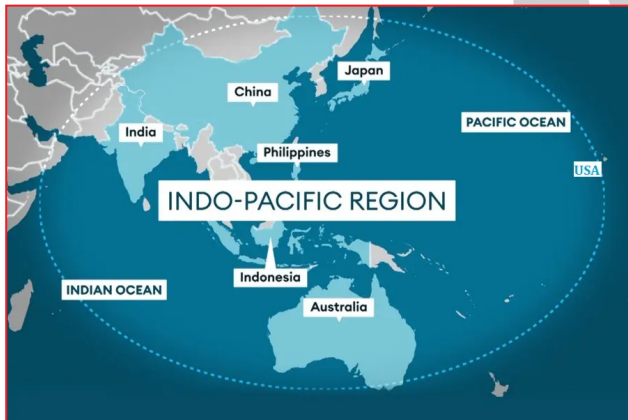 Japan
China
PACIFIC OCEAN
India
Philippines
USA
INDO-PACIFIC REGION
Indonesia
INDIAN OCEAN
Australia